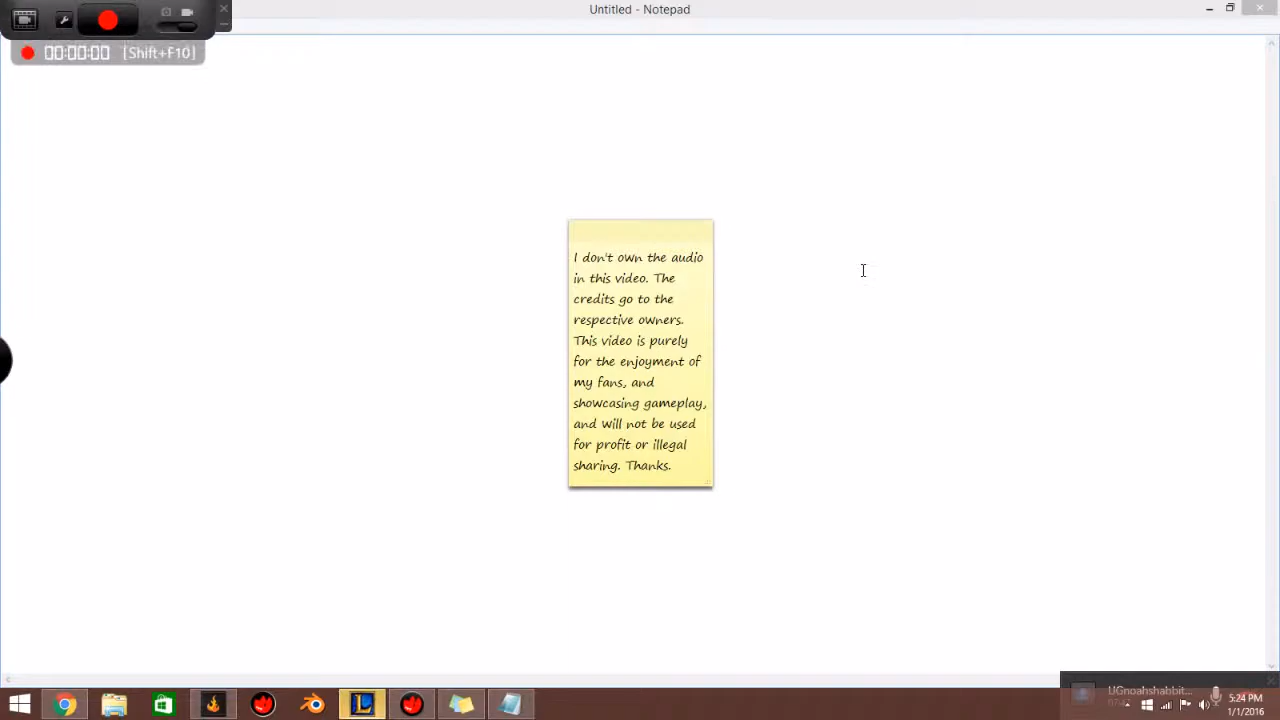 Untitled - Notepad
00:00:00 [Shift+F10]
I don't own the audio
in this video. The
credits go to the
respective owners.
This video is purely
for the enjoyment of
my fans, and
showcasing gameplay,
and will not be used
for profit or illegal
sharing. Thanks.
UGnoahshabbit...
5:24 PM
1/1/2016